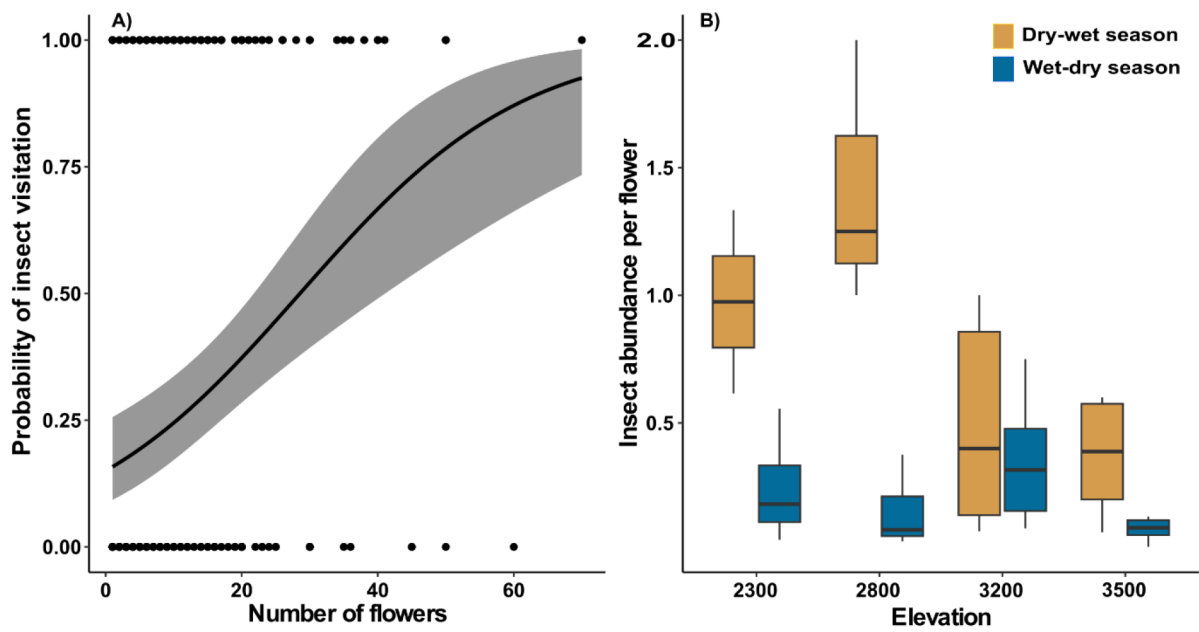 A)
Probability of insect visitation
1.00
0.75
0.50
0.25
0.00
0
20
40
60
Number of flowers
B)
Dry-wet season
Wet-dry season
Insect abundance per flower
2.0
1.5
1.0
0.5
2300
2800
3200
3500
Elevation